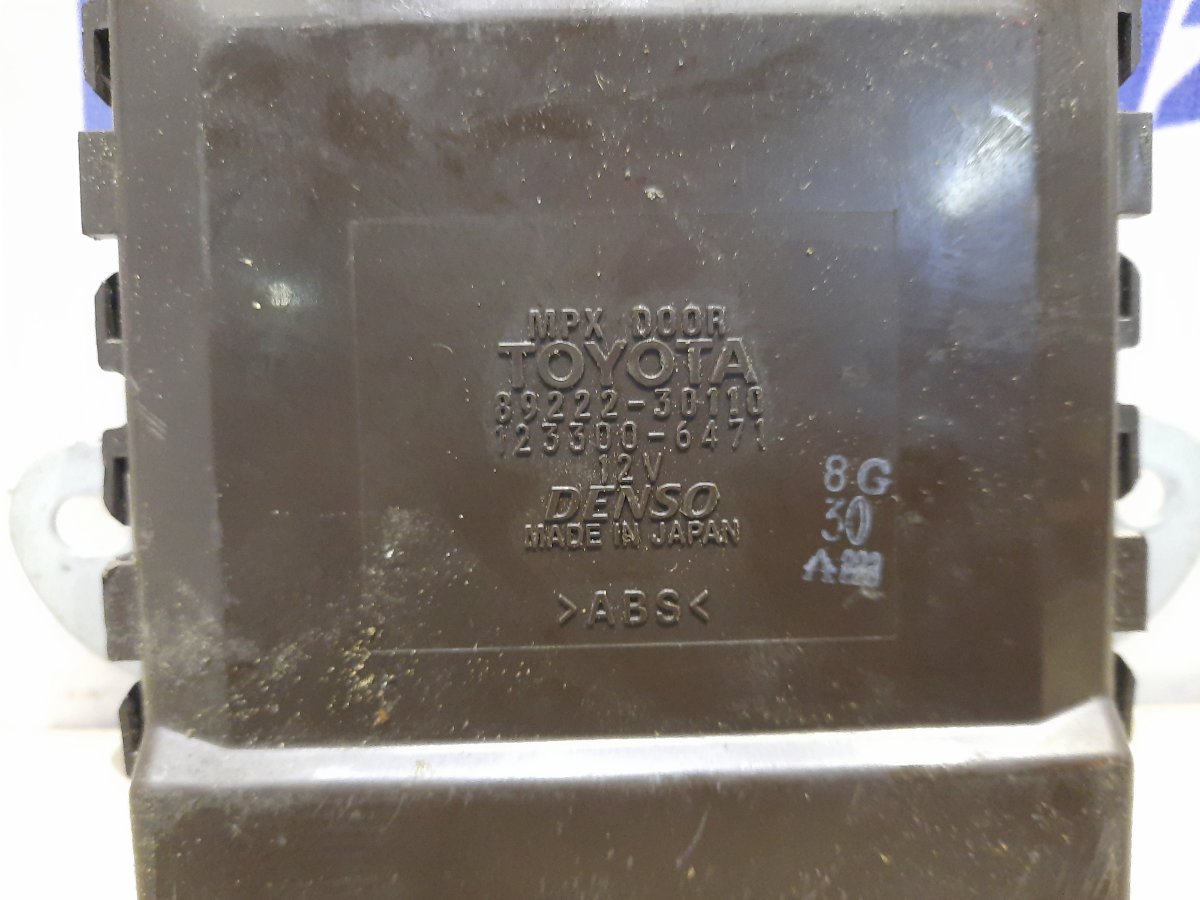 MPX DOOR
TOYOTA
89222-30110
123300-6471
12V
DENSO
MADE IN JAPAN
>ABS<
8G
30
A